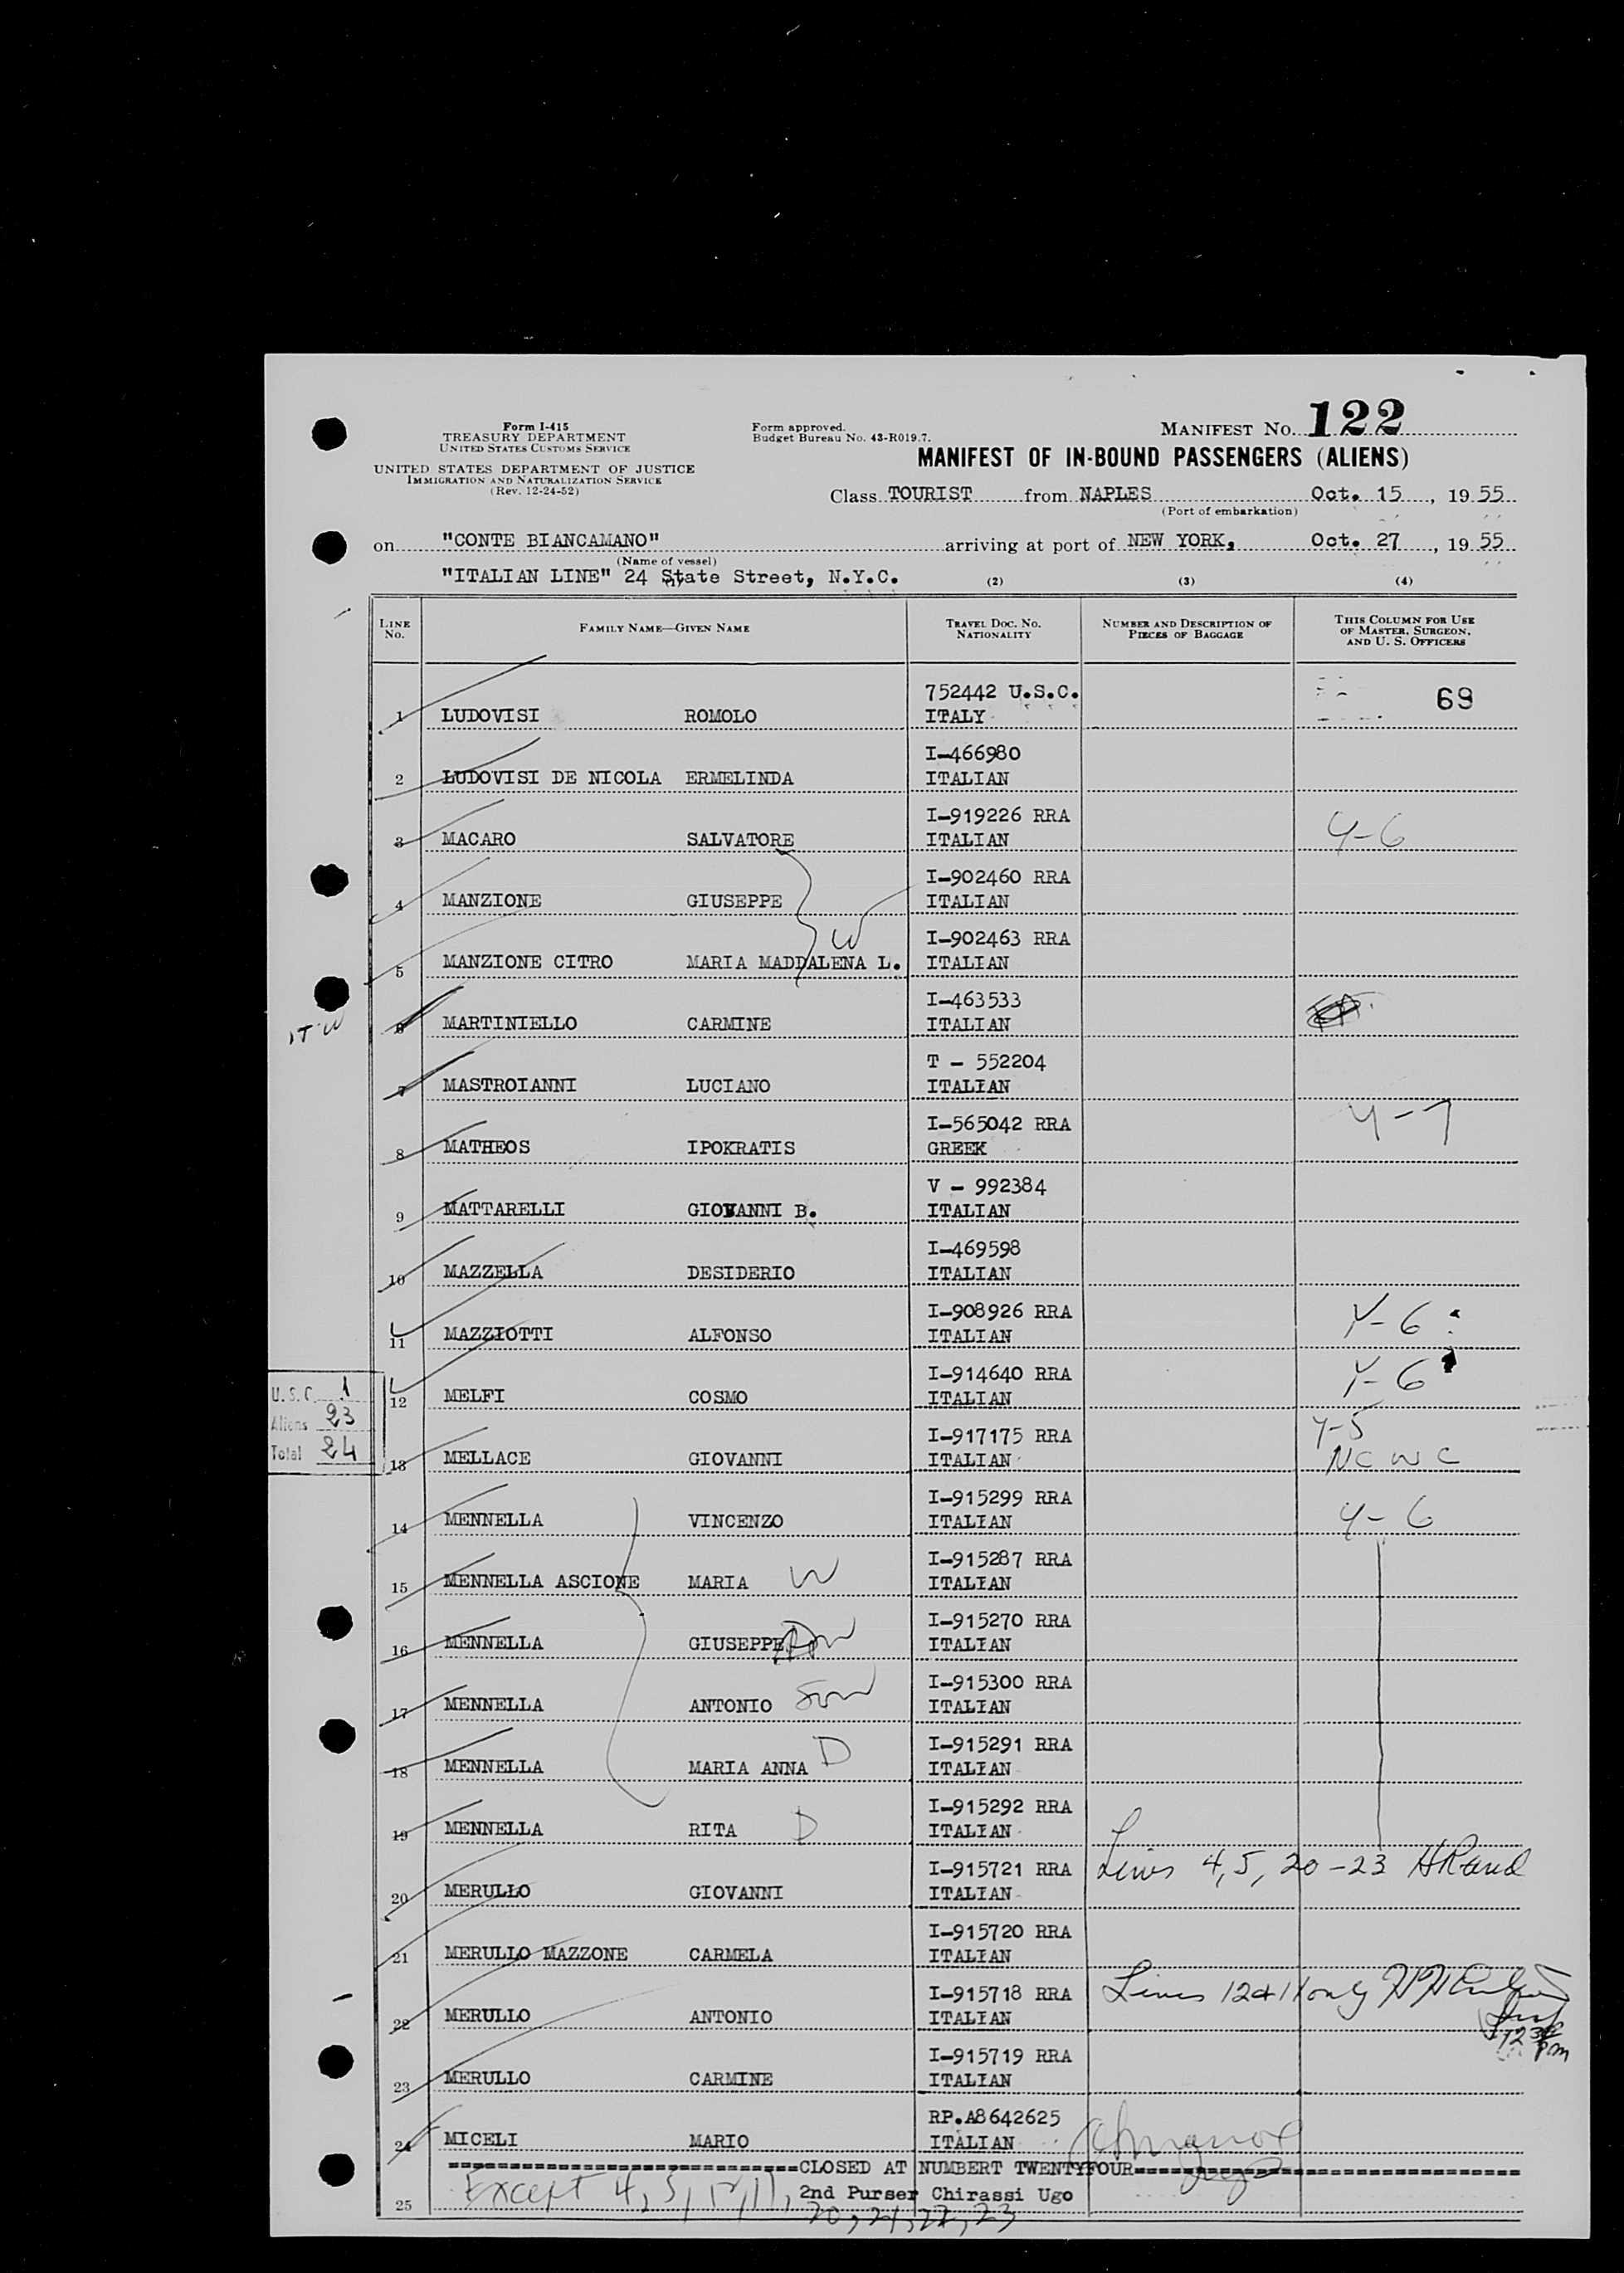 Form I-415
TREASURY DEPARTMENT
UNITED STATES CUSTOMS SERVICE
UNITED STATES DEPARTMENT OF JUSTICE
IMMIGRATION AND NATURALIZATION SERVICE
(Rev. 12-24-52)
Form approved.
Budget Bureau No. 43-R019.7.
MANIFEST NO. 122
MANIFEST OF IN-BOUND PASSENGERS (ALIENS)
Class TOURIST from NAPLES Oct. 15, 1955
(Port of embarkation)
on "CONTE BIANCAMANO" arriving at port of NEW YORK, Oct. 27, 1955
(Name of vessel)
"ITALIAN LINE" 24 State Street, N.Y.C.
(1) (2) (3) (4)
LINE NO. FAMILY NAME—GIVEN NAME TRAVEL DOC. NO. NATIONALITY NUMBER AND DESCRIPTION OF PIECES OF BAGGAGE THIS COLUMN FOR USE OF MASTER, SURGEON, AND U. S. OFFICERS
752442 U.S.C. 69
1 LUDOVISI ROMOLO ITALY
I-466980
2 LUDOVISI DE NICOLA ERMELINDA ITALIAN
I-919226 RRA
3 MACARO SALVATORE ITALIAN 4-6
I-902460 RRA
4 MANZIONE GIUSEPPE ITALIAN
W I-902463 RRA
5 MANZIONE CITRO MARIA MADDALENA L. ITALIAN
I-463533
6 MARTINIELLO CARMINE ITALIAN
T - 552204
7 MASTROIANNI LUCIANO ITALIAN
I-565042 RRA 4-7
8 MATHEOS IPOKRATIS GREEK
V - 992384
9 MATTARELLI GIOVANNI B. ITALIAN
I-469598
10 MAZZELLA DESIDERIO ITALIAN
I-908926 RRA
11 MAZZIOTTI ALFONSO ITALIAN Y-6
I-914640 RRA
12 MELFI COSMO ITALIAN Y-6
U.S.C. 1
Aliens 23
Total 24
I-917175 RRA 4-5
13 MELLACE GIOVANNI ITALIAN NC W C
I-915299 RRA
14 MENNELLA VINCENZO ITALIAN 4-6
I-915287 RRA
15 MENNELLA ASCIONE MARIA W ITALIAN
I-915270 RRA
16 MENNELLA GIUSEPPE ITALIAN
I-915300 RRA
17 MENNELLA ANTONIO Son ITALIAN
I-915291 RRA
18 MENNELLA MARIA ANNA D ITALIAN
I-915292 RRA
19 MENNELLA RITA D ITALIAN
I-915721 RRA Lines 4, 5, 20-23
20 MERULLO GIOVANNI ITALIAN
I-915720 RRA
21 MERULLO MAZZONE CARMELA ITALIAN
I-915718 RRA Lines 12 & 11 only
22 MERULLO ANTONIO ITALIAN
I-915719 RRA
23 MERULLO CARMINE ITALIAN
RP.A8642625
24 MICELI MARIO ITALIAN
CLOSED AT NUMBERT TWENTYFOUR
Except 4, 5, 12, 11,
25 2nd Purser Chirassi Ugo
20, 21, 22, 23